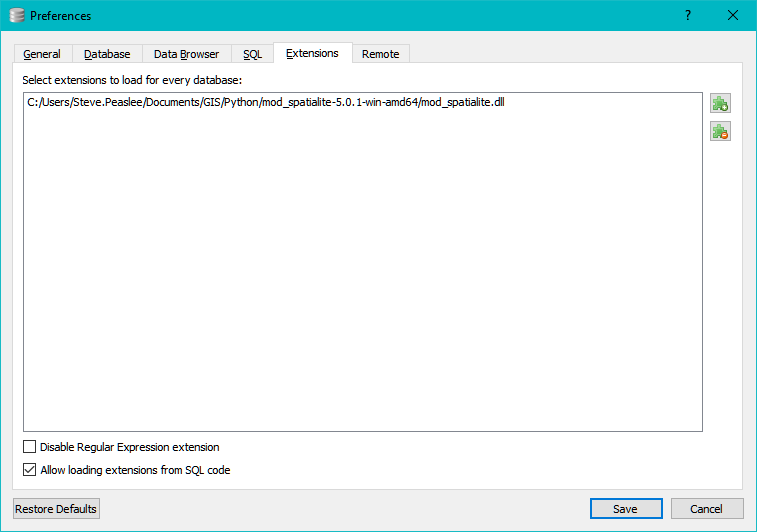 Preferences
?
General Database Data Browser SQL Extensions Remote
Select extensions to load for every database:
C:/Users/Steve.Peaslee/Documents/GIS/Python/mod_spatialite-5.0.1-win-amd64/mod_spatialite.dll
Disable Regular Expression extension
Allow loading extensions from SQL code
Restore Defaults Save Cancel